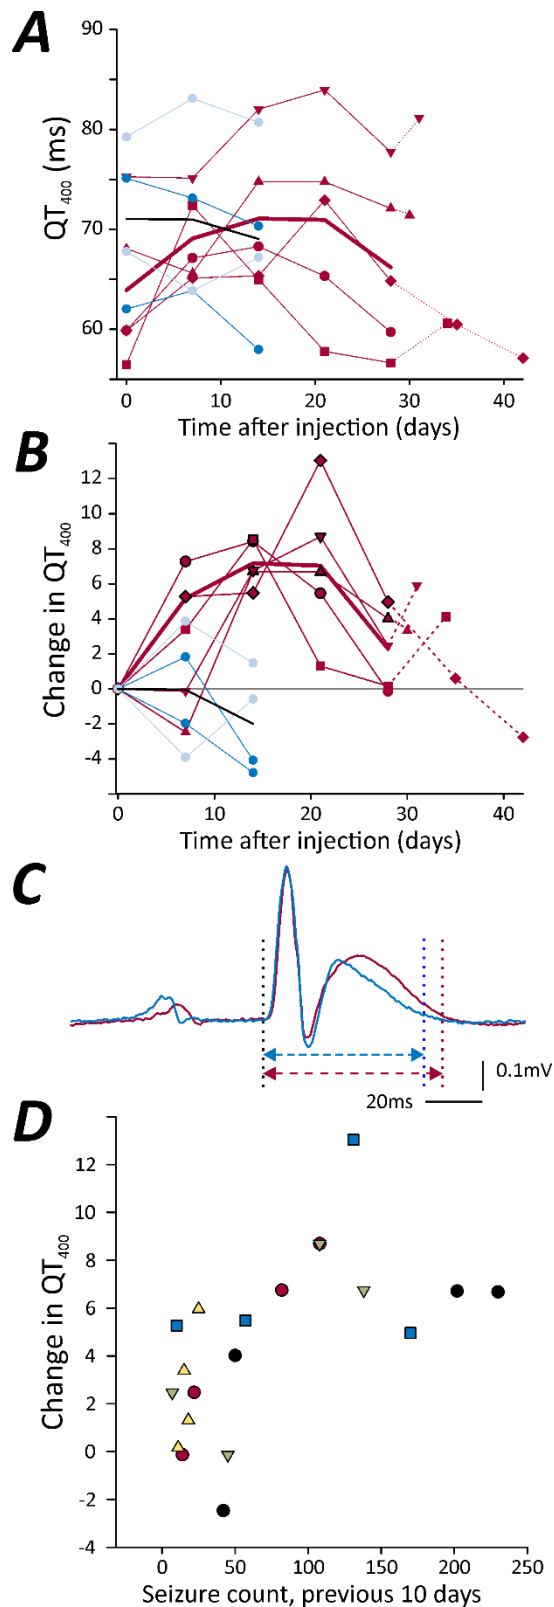 A
90
80
70
60
QT400 (ms)
0 10 20 30 40
Time after injection (days)
B
12
10
8
6
4
2
0
-2
-4
Change in QT400
0 10 20 30 40
Time after injection (days)
C
0.1mV
20ms
D
12
10
8
6
4
2
0
-2
-4
Change in QT400
0 50 100 150 200 250
Seizure count, previous 10 days